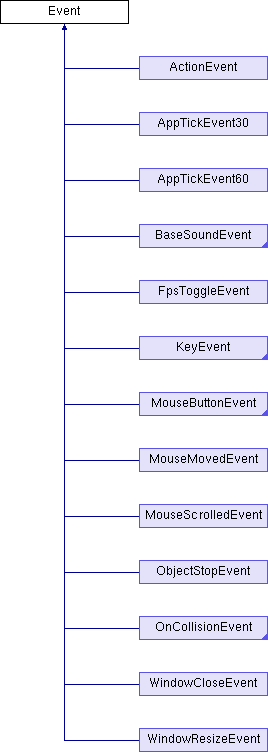 Event
ActionEvent
AppTickEvent30
AppTickEvent60
BaseSoundEvent
FpsToggleEvent
KeyEvent
MouseButtonEvent
MouseMovedEvent
MouseScrolledEvent
ObjectStopEvent
OnCollisionEvent
WindowCloseEvent
WindowResizeEvent